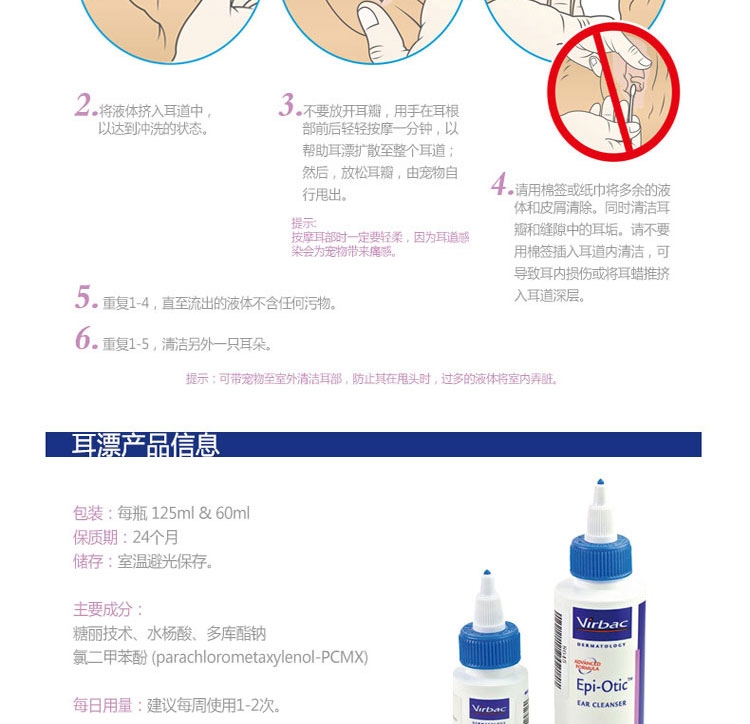 2.将液体挤入耳道中，
以达到冲洗的状态。
3.不要放开耳瓣，用手在耳根
部前后轻轻按摩一分钟，以
帮助耳漂扩散至整个耳道；
然后，放松耳瓣，由宠物自
行甩出。
提示:
按摩耳部时一定要轻柔，因为耳道感
染会为宠物带来痛感。
4.请用棉签或纸巾将多余的液
体和皮屑清除。同时清洁耳
瓣和缝隙中的耳垢。请不要
用棉签插入耳道内清洁，可
导致耳内损伤或将耳蜡推挤
入耳道深层。
5.重复1-4，直至流出的液体不含任何污物。
6.重复1-5，清洁另外一只耳朵。
提示：可带宠物至室外清洁耳部，防止其在甩头时，过多的液体将室内弄脏。
耳漂产品信息
包装：每瓶 125ml & 60ml
保质期：24个月
储存：室温避光保存。
主要成分：
糖丽技术、水杨酸、多库酯钠
氯二甲苯酚 (parachlorometaxylenol-PCMX)
每日用量：建议每周使用1-2次。
Virbac
DERMATOLOGY
ADVANCED
FORMULA
Epi-Otic™
EAR CLEANSER
Virbac